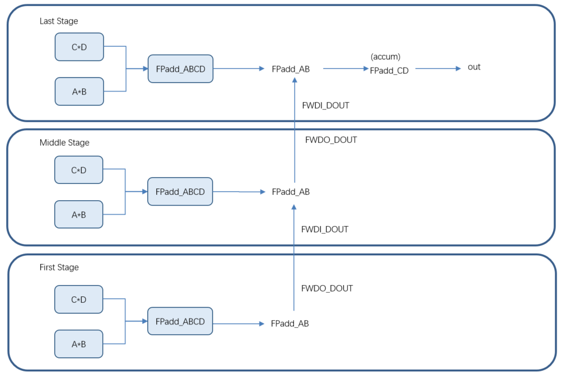 Last Stage
C*D
A*B
FPadd_ABCD
FPadd_AB
(accum)
FPadd_CD
out
FWDI_DOUT
FWDO_DOUT
Middle Stage
C*D
A*B
FPadd_ABCD
FPadd_AB
FWDI_DOUT
FWDO_DOUT
First Stage
C*D
A*B
FPadd_ABCD
FPadd_AB